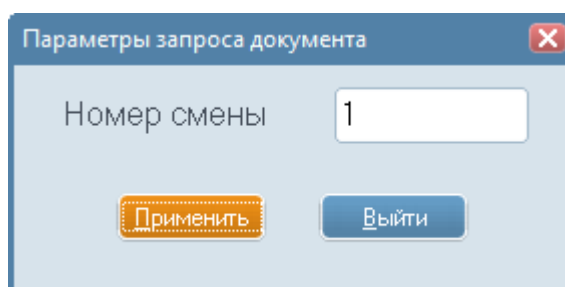 Параметры запроса документа
Номер смены 1
Применить Выйти